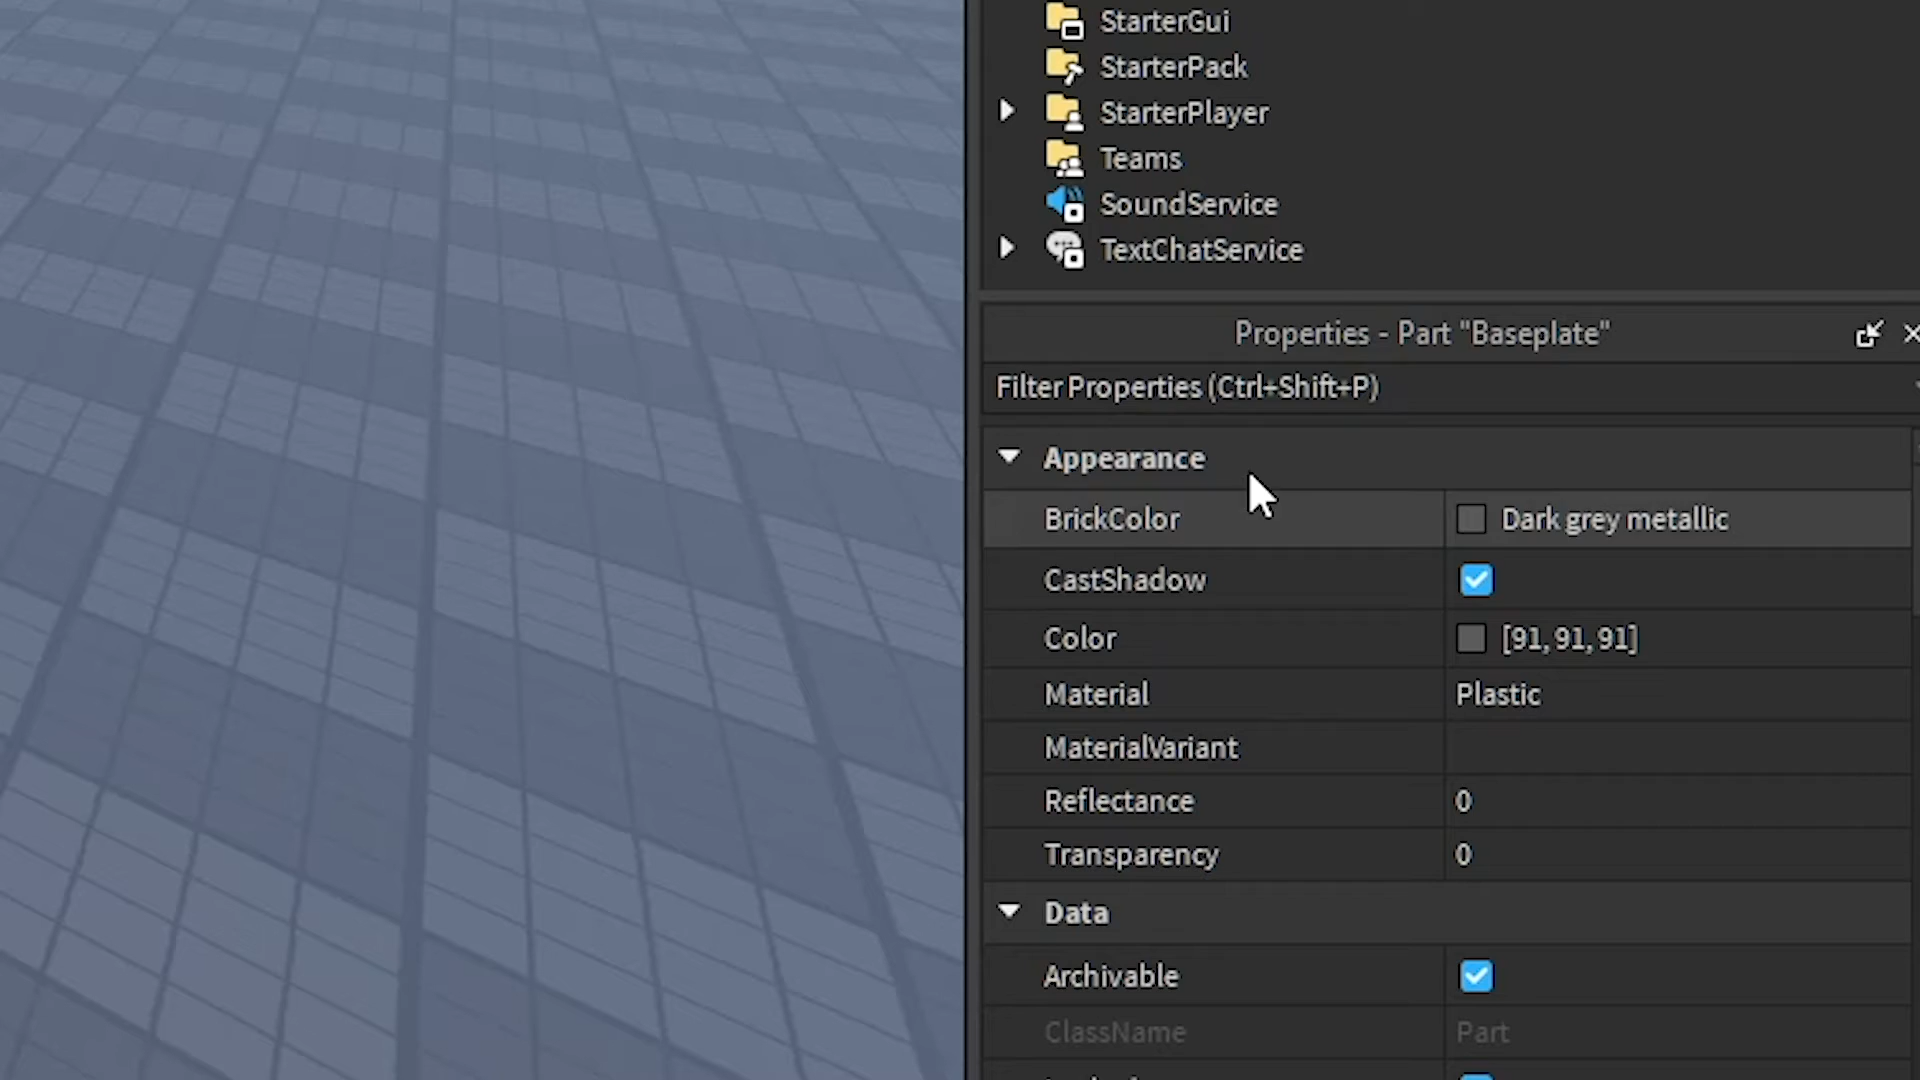 StarterGui
StarterPack
StarterPlayer
Teams
SoundService
TextChatService
Properties - Part "Baseplate"
Filter Properties (Ctrl+Shift+P)
Appearance
BrickColor Dark grey metallic
CastShadow
Color [91, 91, 91]
Material Plastic
MaterialVariant
Reflectance 0
Transparency 0
Data
Archivable
ClassName Part